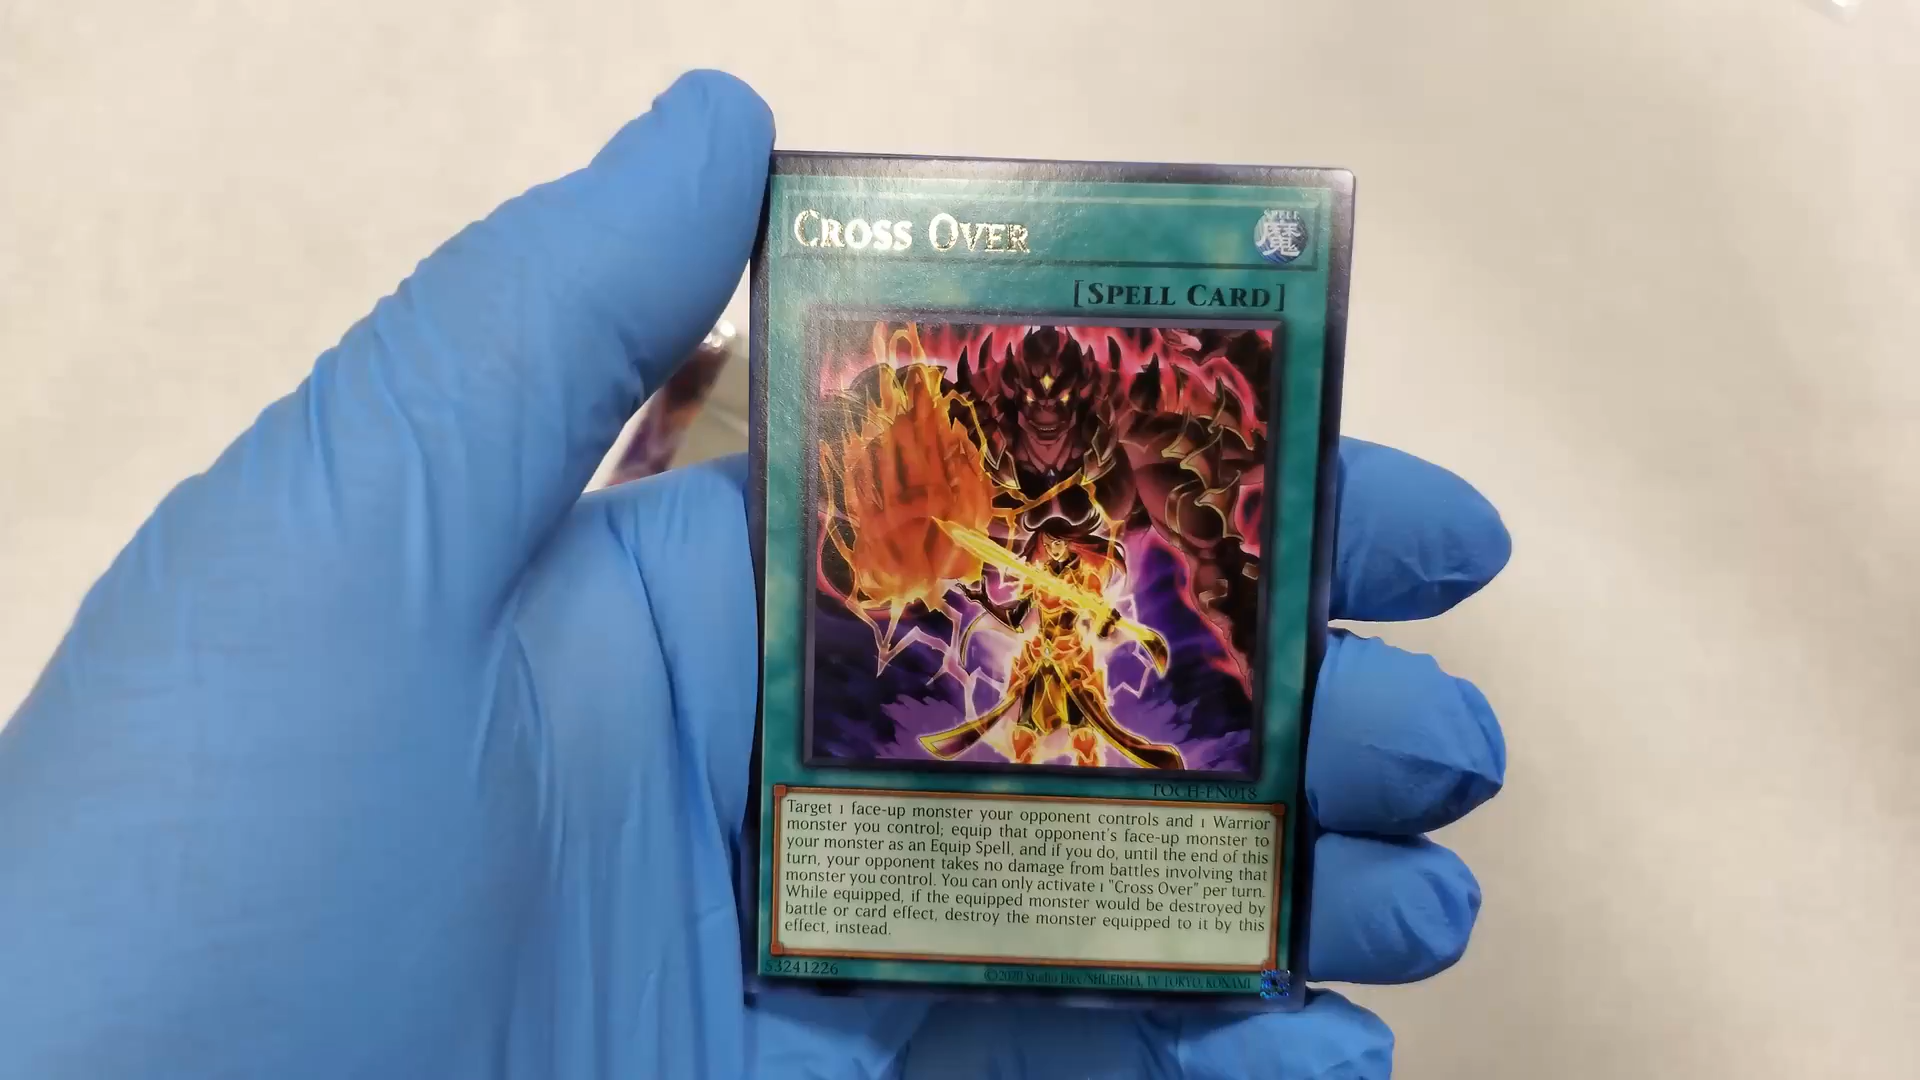 CROSS OVER
SPELL
魔
[SPELL CARD]
TOCH-EN018
Target 1 face-up monster your opponent controls and 1 Warrior
monster you control; equip that opponent's face-up monster to
your monster as an Equip Spell, and if you do, until the end of this
turn, your opponent takes no damage from battles involving that
monster you control. You can only activate 1 "Cross Over" per turn.
While equipped, if the equipped monster would be destroyed by
battle or card effect, destroy the monster equipped to it by this
effect, instead.
53241226
©2020 Studio Dice/SHUEISHA, TV TOKYO, KONAMI